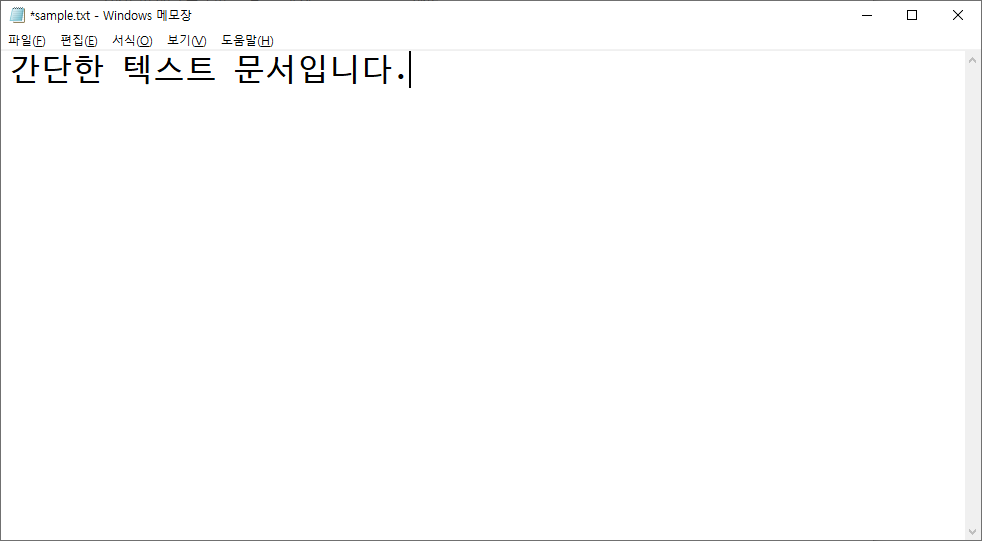 *sample.txt - Windows 메모장
파일(F) 편집(E) 서식(O) 보기(V) 도움말(H)
간단한 텍스트 문서입니다.